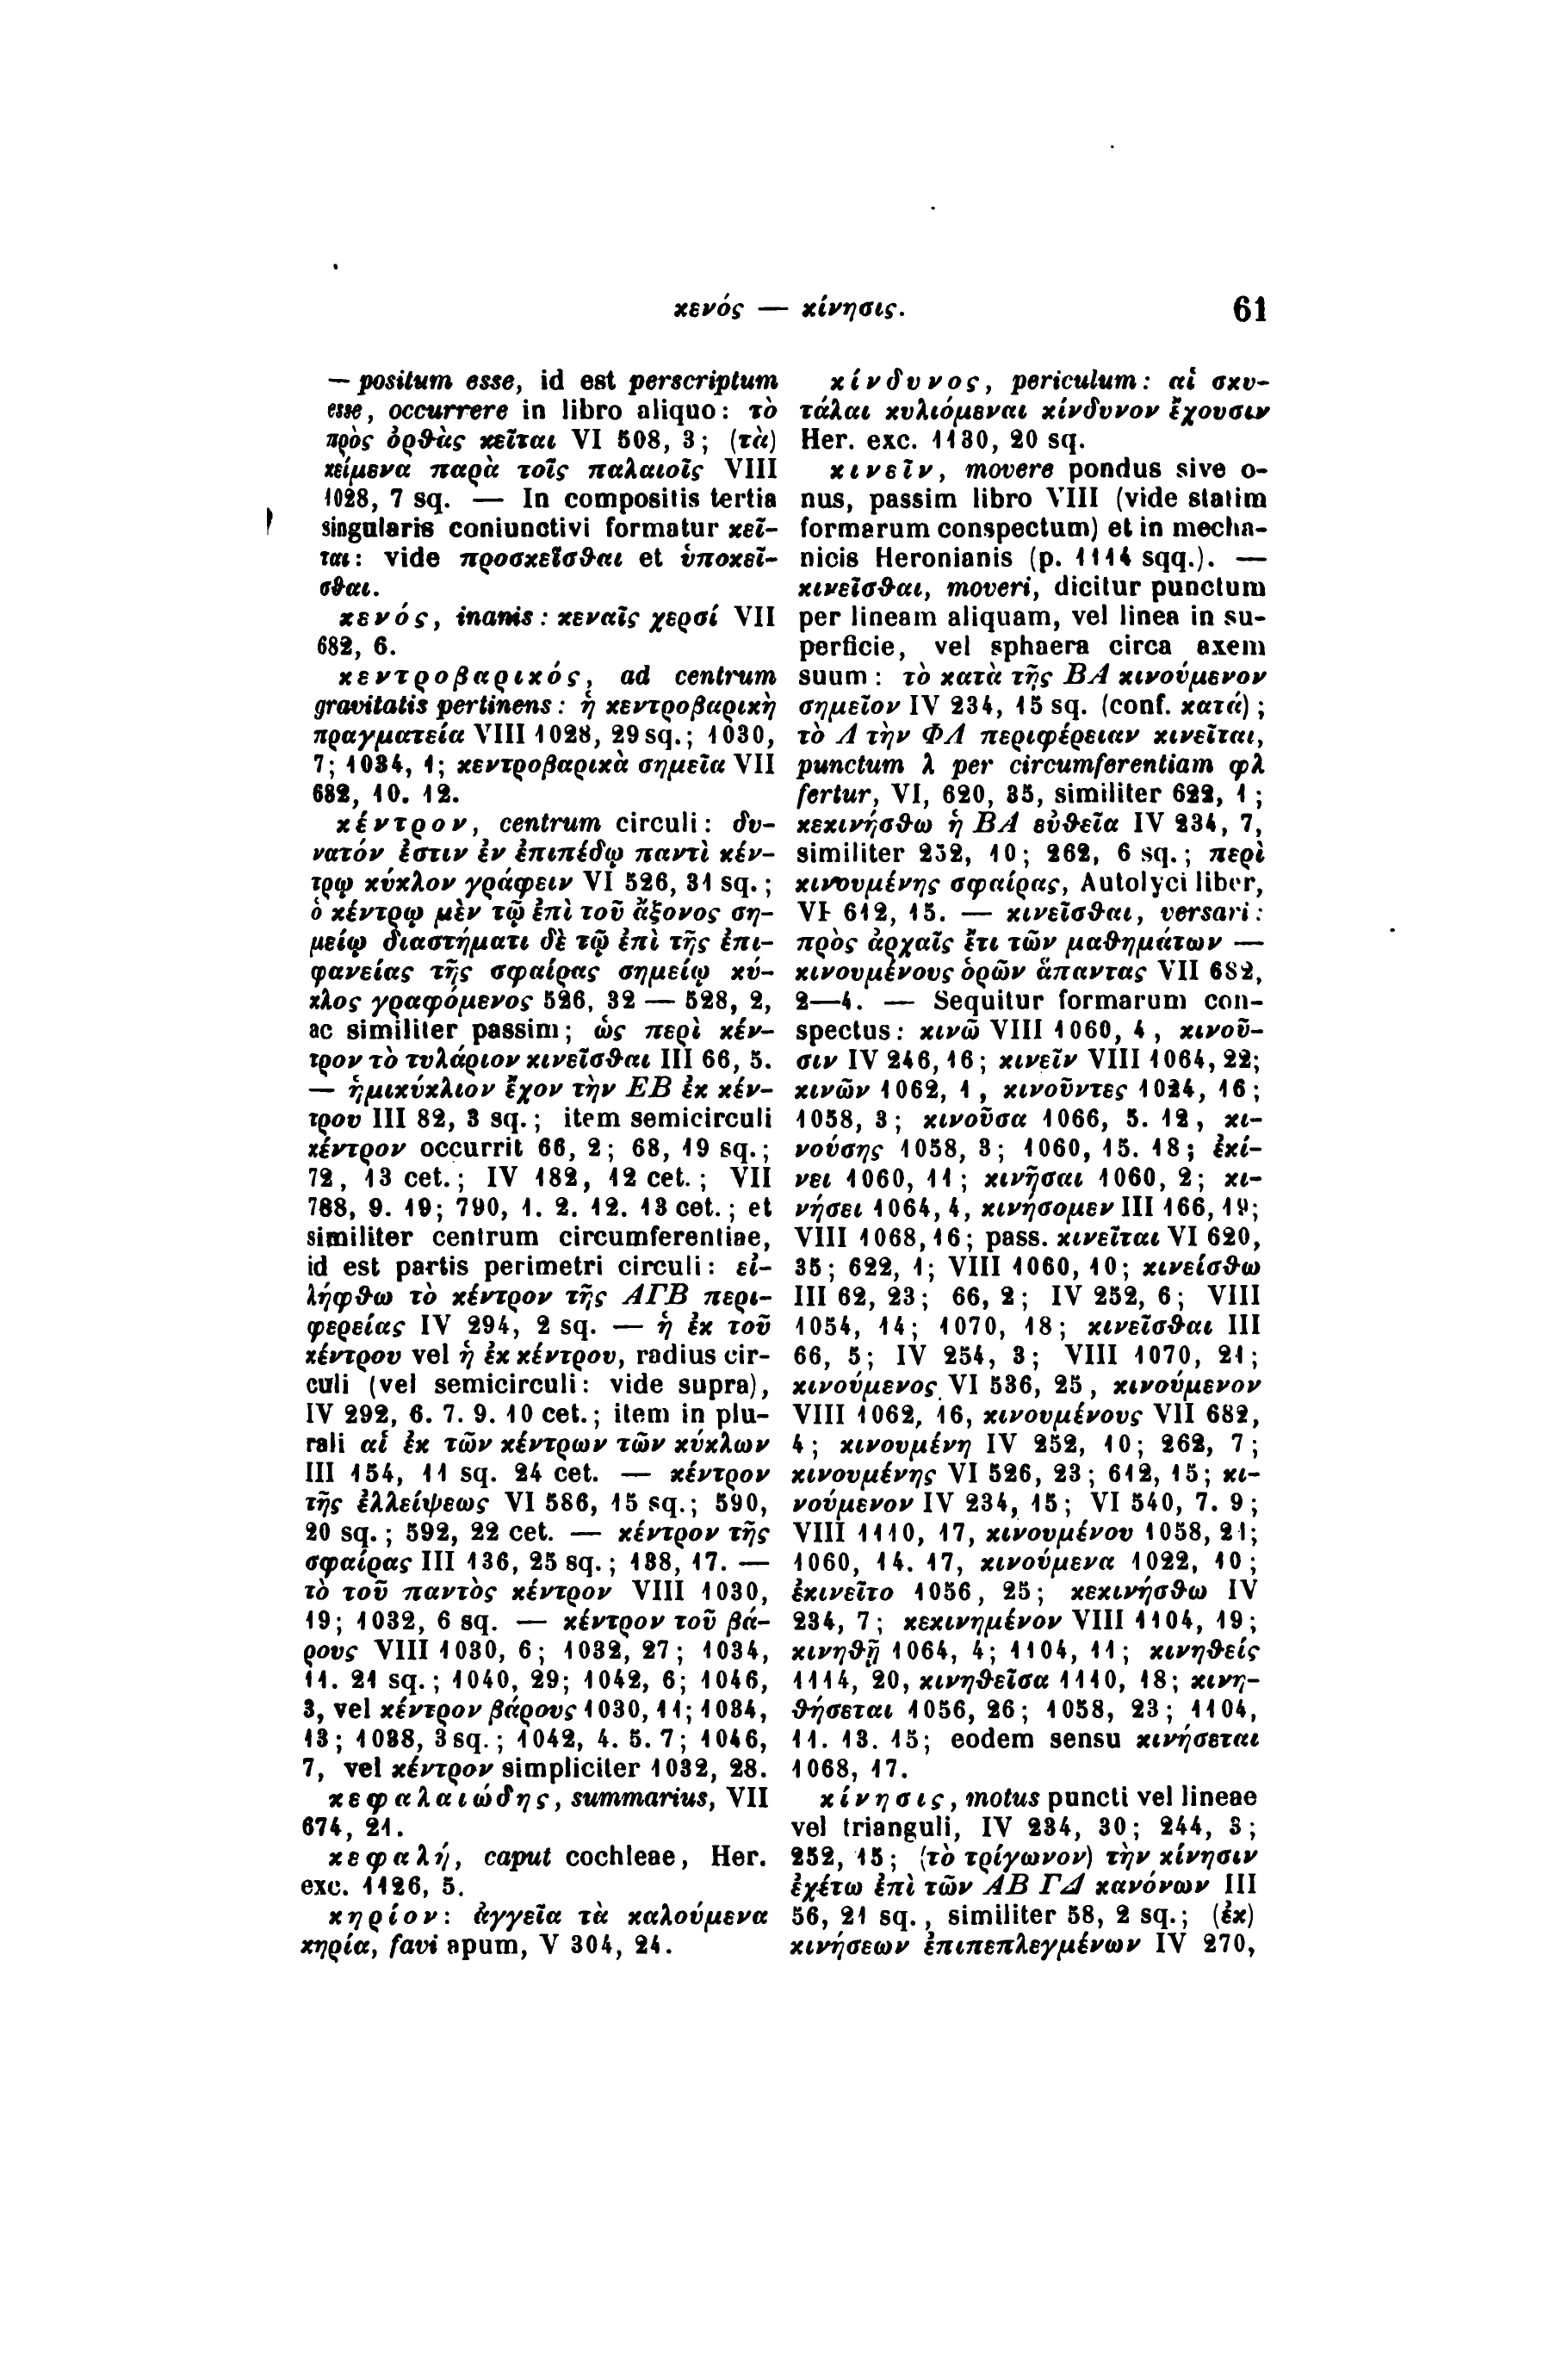 κενός — κίνησις. 61
— positum esse, id est perscriptum
esse, occurrere in libro aliquo: τὸ
πρὸς ὀρθὰς κεῖται VI 508, 3; (τὰ)
κείμενα παρὰ τοῖς παλαιοῖς VIII
1028, 7 sq. — In compositis tertia
singularis coniunctivi formatur κεῖ-
ται: vide προσκεῖσθαι et ὑποκεῖ-
σθαι.
κενός, inanis: κεναῖς χερσί VII
682, 6.
κεντροβαρικός, ad centrum
gravitatis pertinens: ἡ κεντροβαρικὴ
πραγματεία VIII 1028, 29 sq.; 1030,
7; 1034, 1; κεντροβαρικὰ σημεῖα VII
682, 10. 12.
κέντρον, centrum circuli: δυ-
νατόν ἐστιν ἐν ἐπιπέδῳ παντὶ κέν-
τρῳ κύκλον γράφειν VI 526, 31 sq.;
ὁ κέντρῳ μὲν τῷ ἐπὶ τοῦ ἄξονος ση-
μείῳ διαστήματι δὲ τῷ ἐπὶ τῆς ἐπι-
φανείας τῆς σφαίρας σημείῳ κύ-
κλος γραφόμενος 526, 32 — 528, 2,
ac similiter passim; ὡς περὶ κέν-
τρον τὸ τυλάριον κινεῖσθαι III 66, 5.
— ἡμικύκλιον ἔχον τὴν ΕΒ ἐκ κέν-
τρου III 82, 3 sq.; item semicirculi
κέντρον occurrit 66, 2; 68, 19 sq.;
72, 13 cet.; IV 182, 12 cet.; VII
788, 9. 19; 790, 1. 2. 12. 13 cet.; et
similiter centrum circumferentiae,
id est partis perimetri circuli: εἰ-
λήφθω τὸ κέντρον τῆς ΑΓΒ περι-
φερείας IV 294, 2 sq. — ἡ ἐκ τοῦ
κέντρου vel ἡ ἐκ κέντρου, radius cir-
culi (vel semicirculi: vide supra),
IV 292, 6. 7. 9. 10 cet.; item in plu-
rali αἱ ἐκ τῶν κέντρων τῶν κύκλων
III 154, 11 sq. 24 cet. — κέντρον
τῆς ἐλλείψεως VI 586, 15 sq.; 590,
20 sq.; 592, 22 cet. — κέντρον τῆς
σφαίρας III 136, 25 sq.; 138, 17. —
τὸ τοῦ παντὸς κέντρον VIII 1030,
19; 1032, 6 sq. — κέντρον τοῦ βά-
ρους VIII 1030, 6; 1032, 27; 1034,
11. 21 sq.; 1040, 29; 1042, 6; 1046,
3, vel κέντρον βάρους 1030, 11; 1034,
13; 1038, 3 sq.; 1042, 4. 5. 7; 1046,
7, vel κέντρον simpliciter 1032, 28.
κεφαλαιώδης, summarius, VII
674, 21.
κεφαλή, caput cochleae, Her.
exc. 1126, 5.
κηρίον: ἀγγεῖα τὰ καλούμενα
κηρία, favi apum, V 304, 24.
κίνδυνος, periculum: αἱ σκυ-
τάλαι κυλιόμεναι κίνδυνον ἔχουσιν
Her. exc. 1130, 20 sq.
κινεῖν, movere pondus sive o-
nus, passim libro VIII (vide statim
formarum conspectum) et in mecha-
nicis Heronianis (p. 1114 sqq.). —
κινεῖσθαι, moveri, dicitur punctum
per lineam aliquam, vel linea in su-
perficie, vel sphaera circa axem
suum: τὸ κατὰ τῆς ΒΑ κινούμενον
σημεῖον IV 234, 15 sq. (conf. κατά);
τὸ Λ τὴν ΦΛ περιφέρειαν κινεῖται,
punctum λ per circumferentiam φλ
fertur, VI, 620, 35, similiter 622, 1;
κεκινήσθω ἡ ΒΑ εὐθεῖα IV 234, 7,
similiter 252, 10; 262, 6 sq.; περὶ
κινουμένης σφαίρας, Autolyci liber,
VI 612, 15. — κινεῖσθαι, versari:
πρὸς ἀρχαῖς ἔτι τῶν μαθημάτων —
κινουμένους ὁρῶν ἅπαντας VII 682,
2—4. — Sequitur formarum con-
spectus: κινῶ VIII 1060, 4, κινοῦ-
σιν IV 246, 16; κινεῖν VIII 1064, 22;
κινῶν 1062, 1, κινοῦντες 1024, 16;
1058, 3; κινοῦσα 1066, 5. 12, κι-
νούσης 1058, 3; 1060, 15. 18; ἐκί-
νει 1060, 11; κινῆσαι 1060, 2; κι-
νήσει 1064, 4, κινήσομεν III 166, 19;
VIII 1068, 16; pass. κινεῖται VI 620,
35; 622, 1; VIII 1060, 10; κινείσθω
III 62, 23; 66, 2; IV 252, 6; VIII
1054, 14; 1070, 18; κινεῖσθαι III
66, 5; IV 254, 3; VIII 1070, 21;
κινούμενος VI 536, 25, κινούμενον
VIII 1062, 16, κινουμένους VII 682,
4; κινουμένη IV 252, 10; 262, 7;
κινουμένης VI 526, 23; 612, 15; κι-
νούμενον IV 234, 15; VI 540, 7. 9;
VIII 1110, 17, κινουμένου 1058, 21;
1060, 14. 17, κινούμενα 1022, 10;
ἐκινεῖτο 1056, 25; κεκινήσθω IV
234, 7; κεκινημένον VIII 1104, 19;
κινηθῇ 1064, 4; 1104, 11; κινηθείς
1114, 20, κινηθεῖσα 1110, 18; κινη-
θήσεται 1056, 26; 1058, 23; 1104,
11. 13. 15; eodem sensu κινήσεται
1068, 17.
κίνησις, motus puncti vel lineae
vel trianguli, IV 234, 30; 244, 3;
252, 15; (τὸ τρίγωνον) τὴν κίνησιν
ἐχέτω ἐπὶ τῶν ΑΒ ΓΔ κανόνων III
56, 21 sq., similiter 58, 2 sq.; (ἐκ)
κινήσεων ἐπιπεπλεγμένων IV 270,